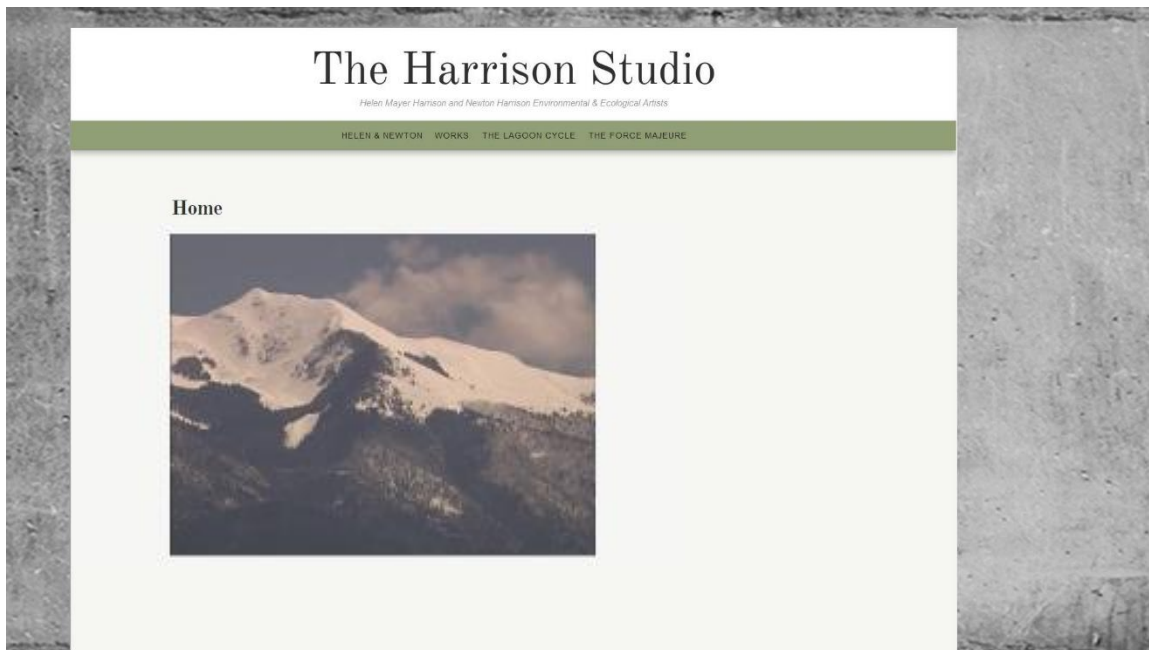 The Harrison Studio
Helen Mayer Harrison and Newton Harrison Environmental & Ecological Artists
HELEN & NEWTON WORKS THE LAGOON CYCLE THE FORCE MAJEURE
Home